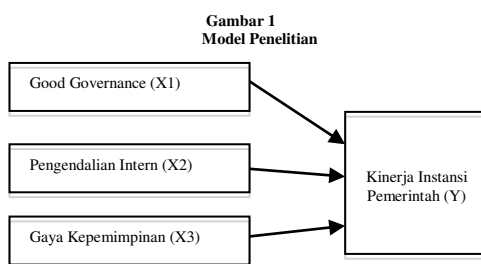 Gambar 1
Model Penelitian
Good Governance (X1)
Pengendalian Intern (X2)
Gaya Kepemimpinan (X3)
Kinerja Instansi
Pemerintah (Y)